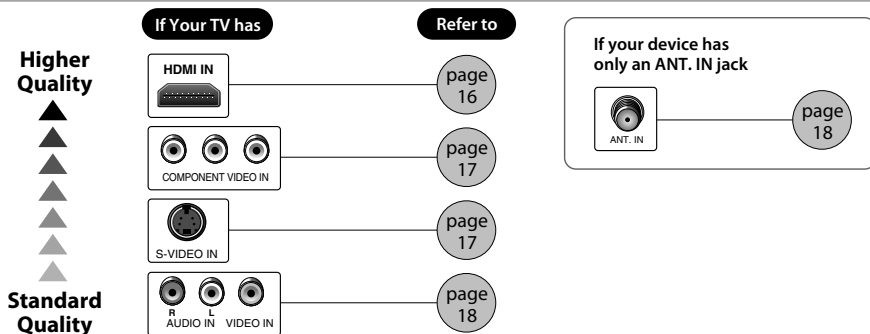 If Your TV has
Refer to
Higher
Quality
HDMI IN
page
16
COMPONENT VIDEO IN
page
17
S-VIDEO IN
page
17
Standard
Quality
R L
AUDIO IN VIDEO IN
page
18
If your device has
only an ANT. IN jack
ANT. IN
page
18